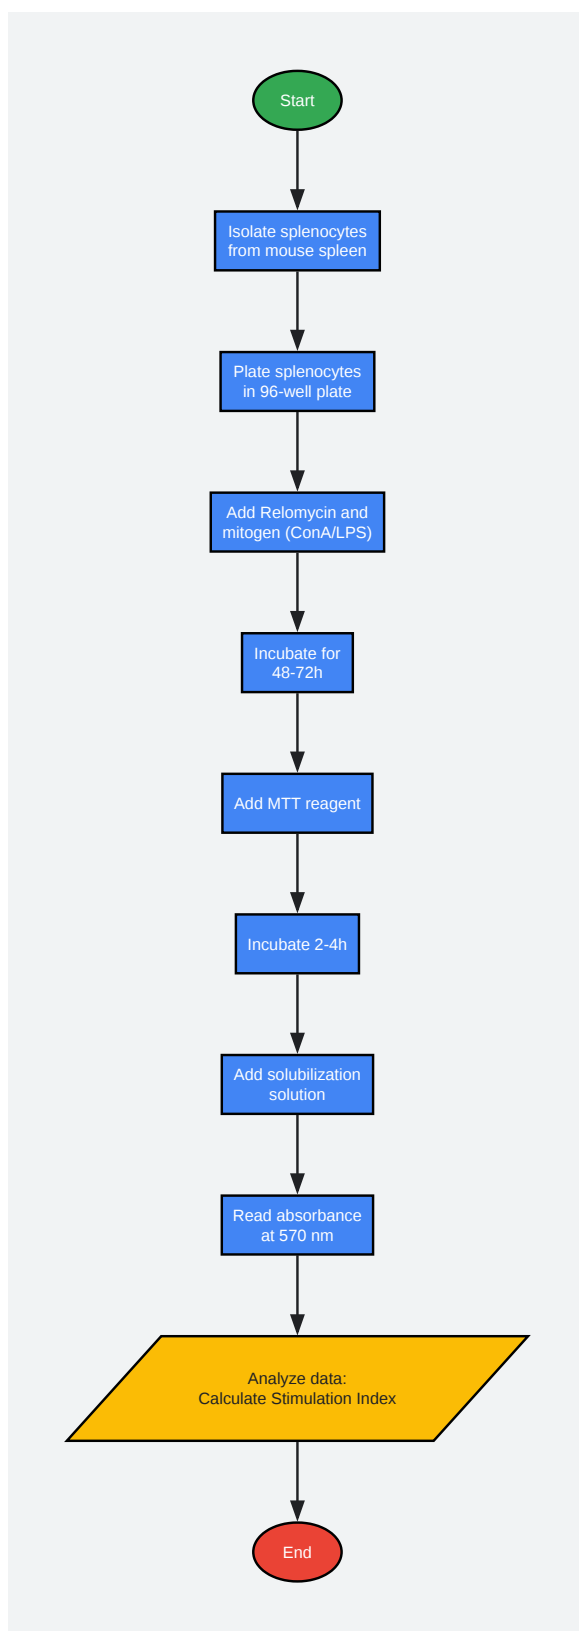 Start
Isolate splenocytes
from mouse spleen
Plate splenocytes
in 96-well plate
Add Relomycin and
mitogen (ConA/LPS)
Incubate for
48-72h
Add MTT reagent
Incubate 2-4h
Add solubilization
solution
Read absorbance
at 570 nm
Analyze data:
Calculate Stimulation Index
End